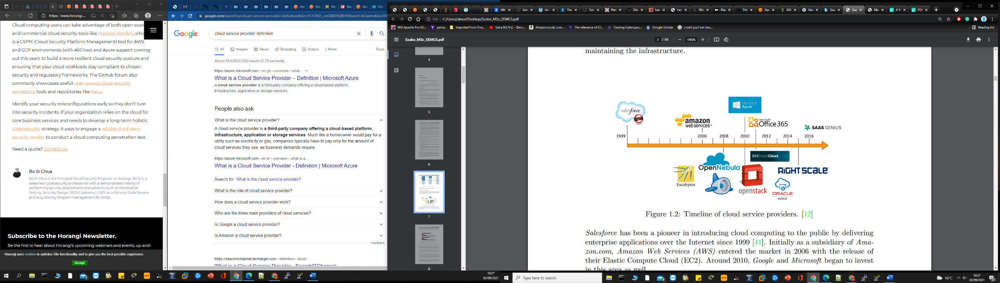 https://www.horangi....
Cloud computing users can take advantage of both open sour
and commercial cloud security tools like Horangi Warden, whic
is a CSPM (Cloud Security Platform Management) tool for AWS
and GCP environments (with AliCloud and Azure support coming
out this year), to build a more resilient cloud security posture and
ensuring that your cloud workloads stay compliant to chosen
security and regulatory frameworks. The GitHub forum also
commonly showcases useful open source cloud security
pentesting tools and repositories like Pacu.
Identify your security misconfigurations early so they don't turn
into security incidents. If your organization relies on the cloud for
core business services and needs to develop a long-term holistic
cybersecurity strategy, it pays to engage a reliable third party
security vendor to conduct a cloud computing penetration test.
Need a quote? Contact us.
Bo Si Chua
Bo Si Chua is the Principal Cloud Security Engineer at Horangi. Bo Si is a
seasoned cybersecurity professional with a demonstrated history of
performing security assessments and advisory such as Penetration
Testing, Security Design, SSDLC advisory, CISO-as-a-Service, Code Review
and Bug Bounty Program Management for SMEs.
Subscribe to the Horangi Newsletter.
Be the first to hear about Horangi's upcoming webinars and events, up-and-
Horangi uses cookies to optimise Site functionality and to give you the best possible experience.
Accept
google.com/search?q=cloud+service+provider+definition&rlz=1C1CHZL_enGB839GB839&sxsrf=AOaemvKkevi9V
Google
cloud service provider definition
All Images News Shopping Videos More Tools
About 554,000,000 results (0.73 seconds)
https://azure.microsoft.com › en-gb › overview › what-...
What is a Cloud Service Provider – Definition | Microsoft Azure
A cloud service provider is a third-party company offering a cloud-based platform,
infrastructure, application or storage services.
People also ask
What is the cloud service provider?
A cloud service provider is a third-party company offering a cloud-based platform,
infrastructure, application or storage services. Much like a homeowner would pay for a
utility such as electricity or gas, companies typically have to pay only for the amount of
cloud services they use, as business demands require.
https://azure.microsoft.com › en-in › overview › what-is-a...
What is a Cloud Service Provider - Definition | Microsoft Azure
Search for: What is the cloud service provider?
What is the role of cloud service provider?
How does a cloud service provider work?
Who are the three main providers of cloud services?
Is Google a cloud service provider?
Is Amazon a cloud service provider?
Feedback
https://searchitchannel.techtarget.com › definition › cloud...
What is a Cloud Service Provider - SearchITChannel
File C:/Users/aleex/Desktop/Szabo_MSc_EEMCS.pdf
MSI Apache Pro GE... yahoo Imported From Fire... Satra B.E.N.Z. - Bern... Amazon.co.uk: Low... The relevance of Cl... Training Cyberspac... Google Scholar install pip3 kali linu... Reading list
Szabo_MSc_EEMCS.pdf
7 / 55
195%
4
5
6
7
8
maintaining the infrastructure.
salesforce
SOFTWARE
amazon
web services™
Microsoft
Azure
Microsoft
Office 365
SAAS GENIUS
1999 2006 2008 2010 2012 2014 2016
IBMSmartCloud
Eucalyptus
OpenNebula
openstack
RIGHT SCALE
ORACLE
CLOUD
Figure 1.2: Timeline of cloud service providers. [12]
Salesforce has been a pioneer in introducing cloud computing to the public by delivering
enterprise applications over the Internet since 1999 [41]. Initially as a subsidiary of Ama-
zon.com, Amazon Web Services (AWS) entered the market in 2006 with the release of
their Elastic Compute Cloud (EC2). Around 2010, Google and Microsoft began to invest
in this area as well
10:27
02/09/2021
Type here to search
16°C
10:27
02/09/2021